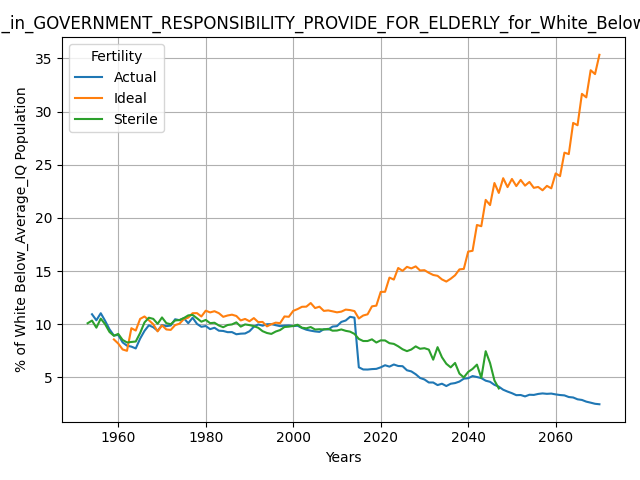 _in_GOVERNMENT_RESPONSIBILITY_PROVIDE_FOR_ELDERLY_for_White_Below
Fertility
Actual
Ideal
Sterile
% of White Below_Average_IQ Population
35
30
25
20
15
10
5
1960 1980 2000 2020 2040 2060
Years